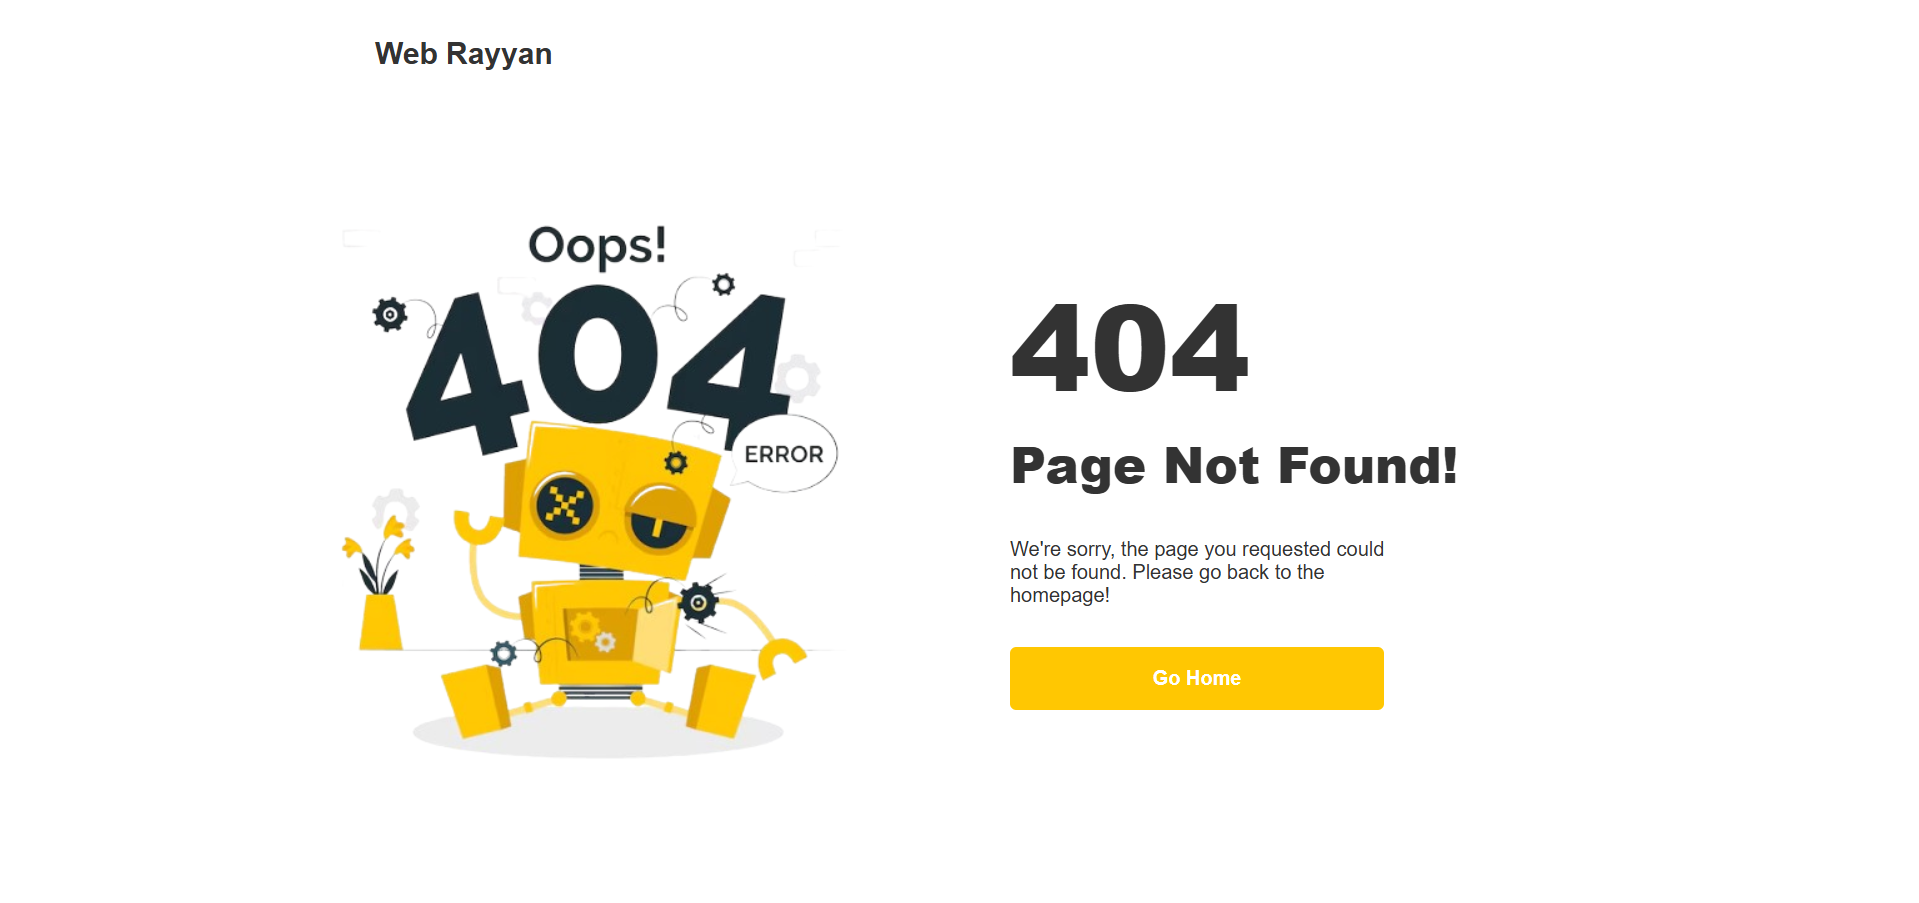 Web Rayyan
Oops!
404
ERROR
404
Page Not Found!
We're sorry, the page you requested could
not be found. Please go back to the
homepage!
Go Home